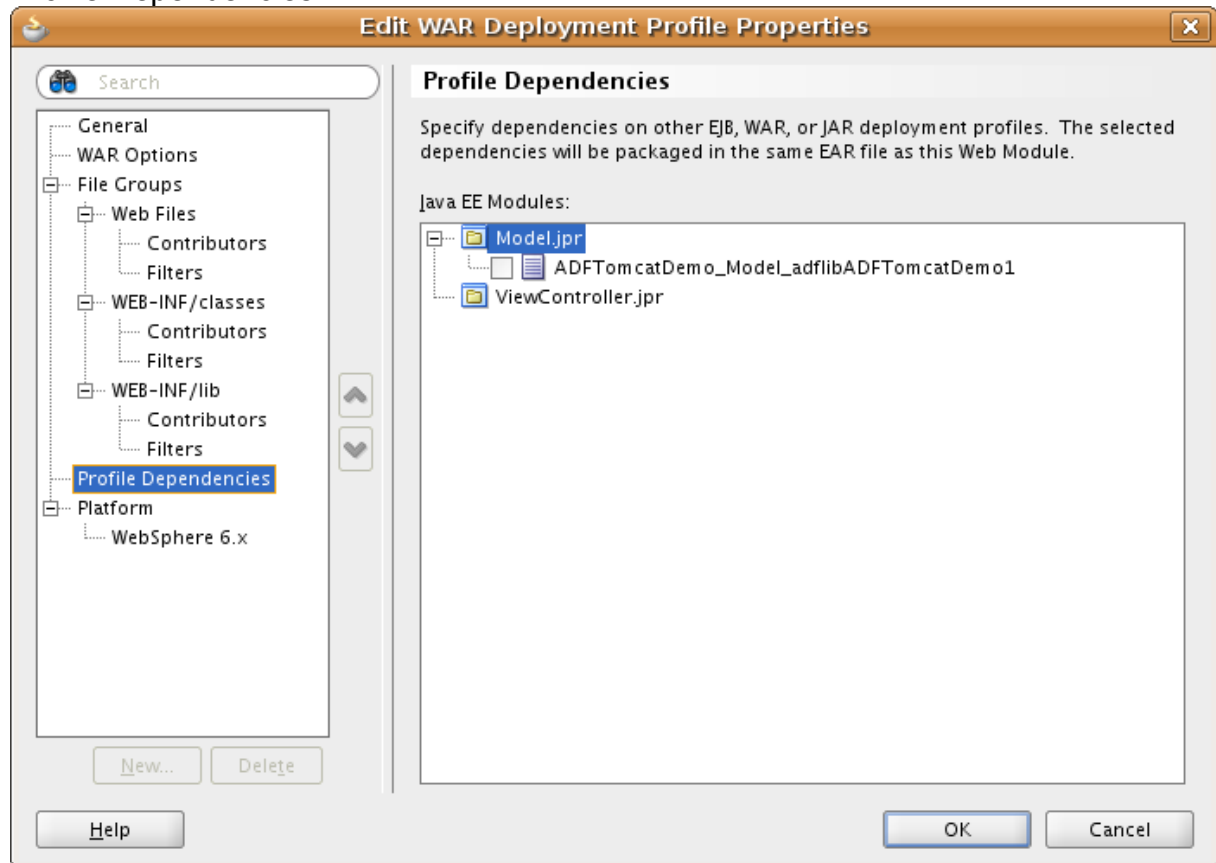 Edit WAR Deployment Profile Properties
Search
General
WAR Options
File Groups
Web Files
Contributors
Filters
WEB-INF/classes
Contributors
Filters
WEB-INF/lib
Contributors
Filters
Profile Dependencies
Platform
WebSphere 6.x
New...
Delete
Profile Dependencies
Specify dependencies on other EJB, WAR, or JAR deployment profiles. The selected
dependencies will be packaged in the same EAR file as this Web Module.
Java EE Modules:
Model.jpr
ADFTomcatDemo_Model_adflibADFTomcatDemo1
ViewController.jpr
Help
OK
Cancel